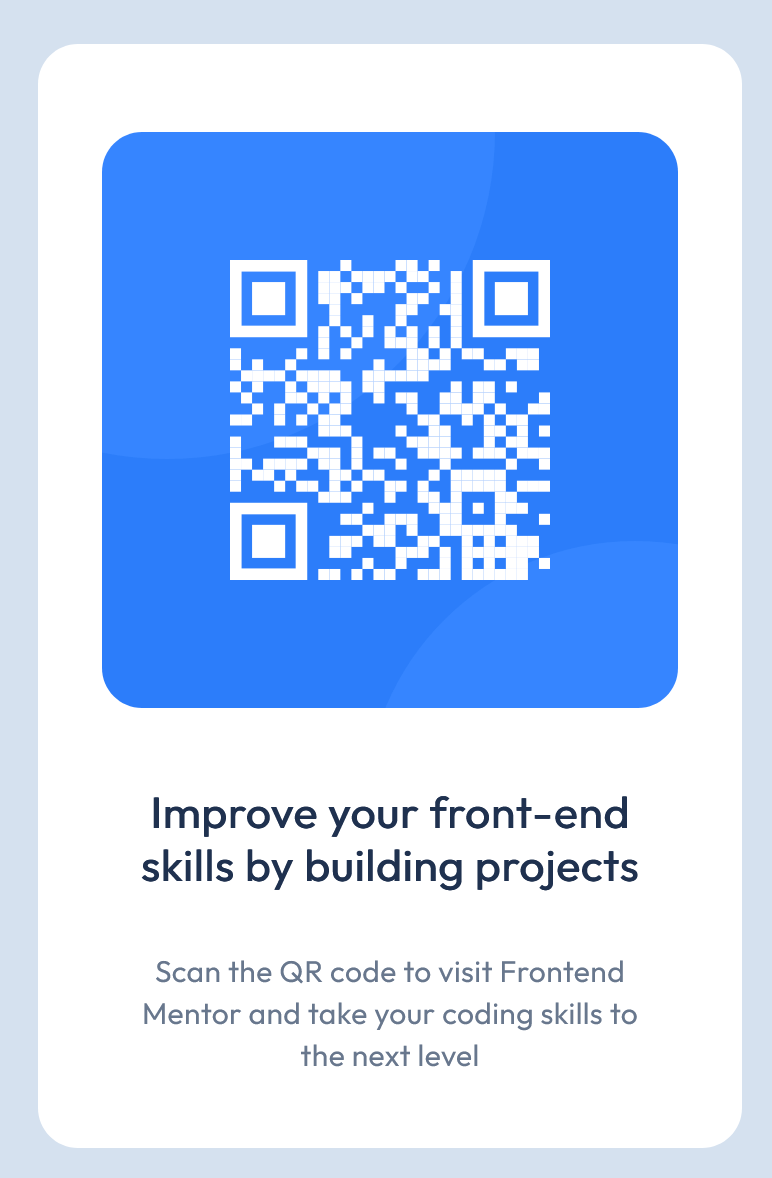 Improve your front-end
skills by building projects
Scan the QR code to visit Frontend
Mentor and take your coding skills to
the next level